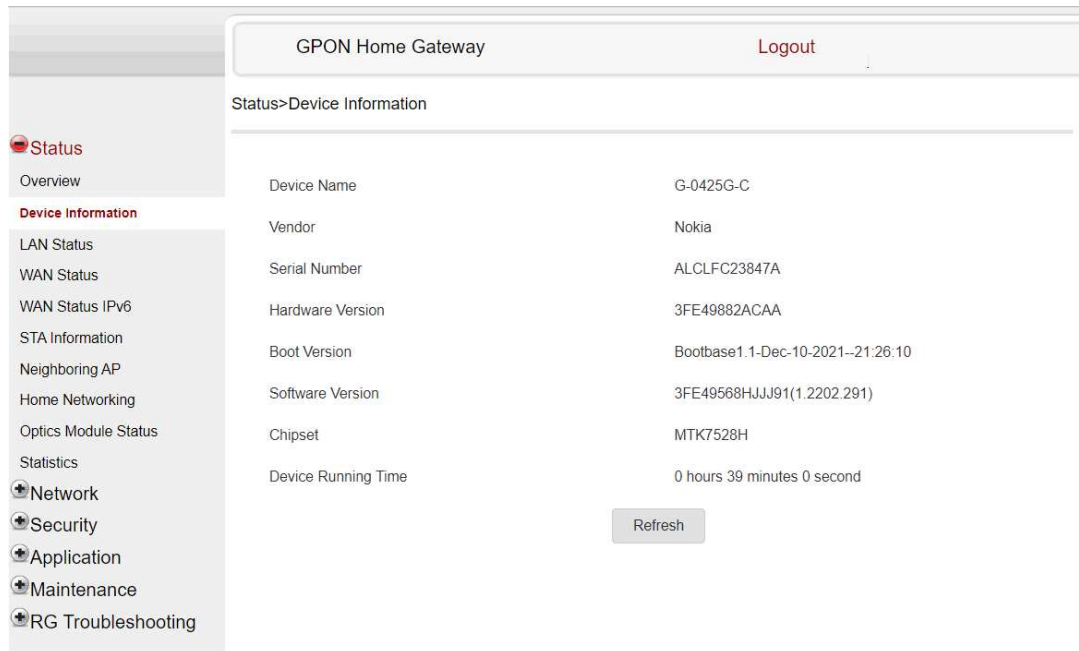 GPON Home Gateway
Logout
Status>Device Information
Status
Overview
Device Information
LAN Status
WAN Status
WAN Status IPv6
STA Information
Neighboring AP
Home Networking
Optics Module Status
Statistics
Network
Security
Application
Maintenance
RG Troubleshooting
Device Name G-0425G-C
Vendor Nokia
Serial Number ALCLFC23847A
Hardware Version 3FE49882ACAA
Boot Version Bootbase1.1-Dec-10-2021--21:26:10
Software Version 3FE49568HJJJ91(1.2202.291)
Chipset MTK7528H
Device Running Time 0 hours 39 minutes 0 second
Refresh